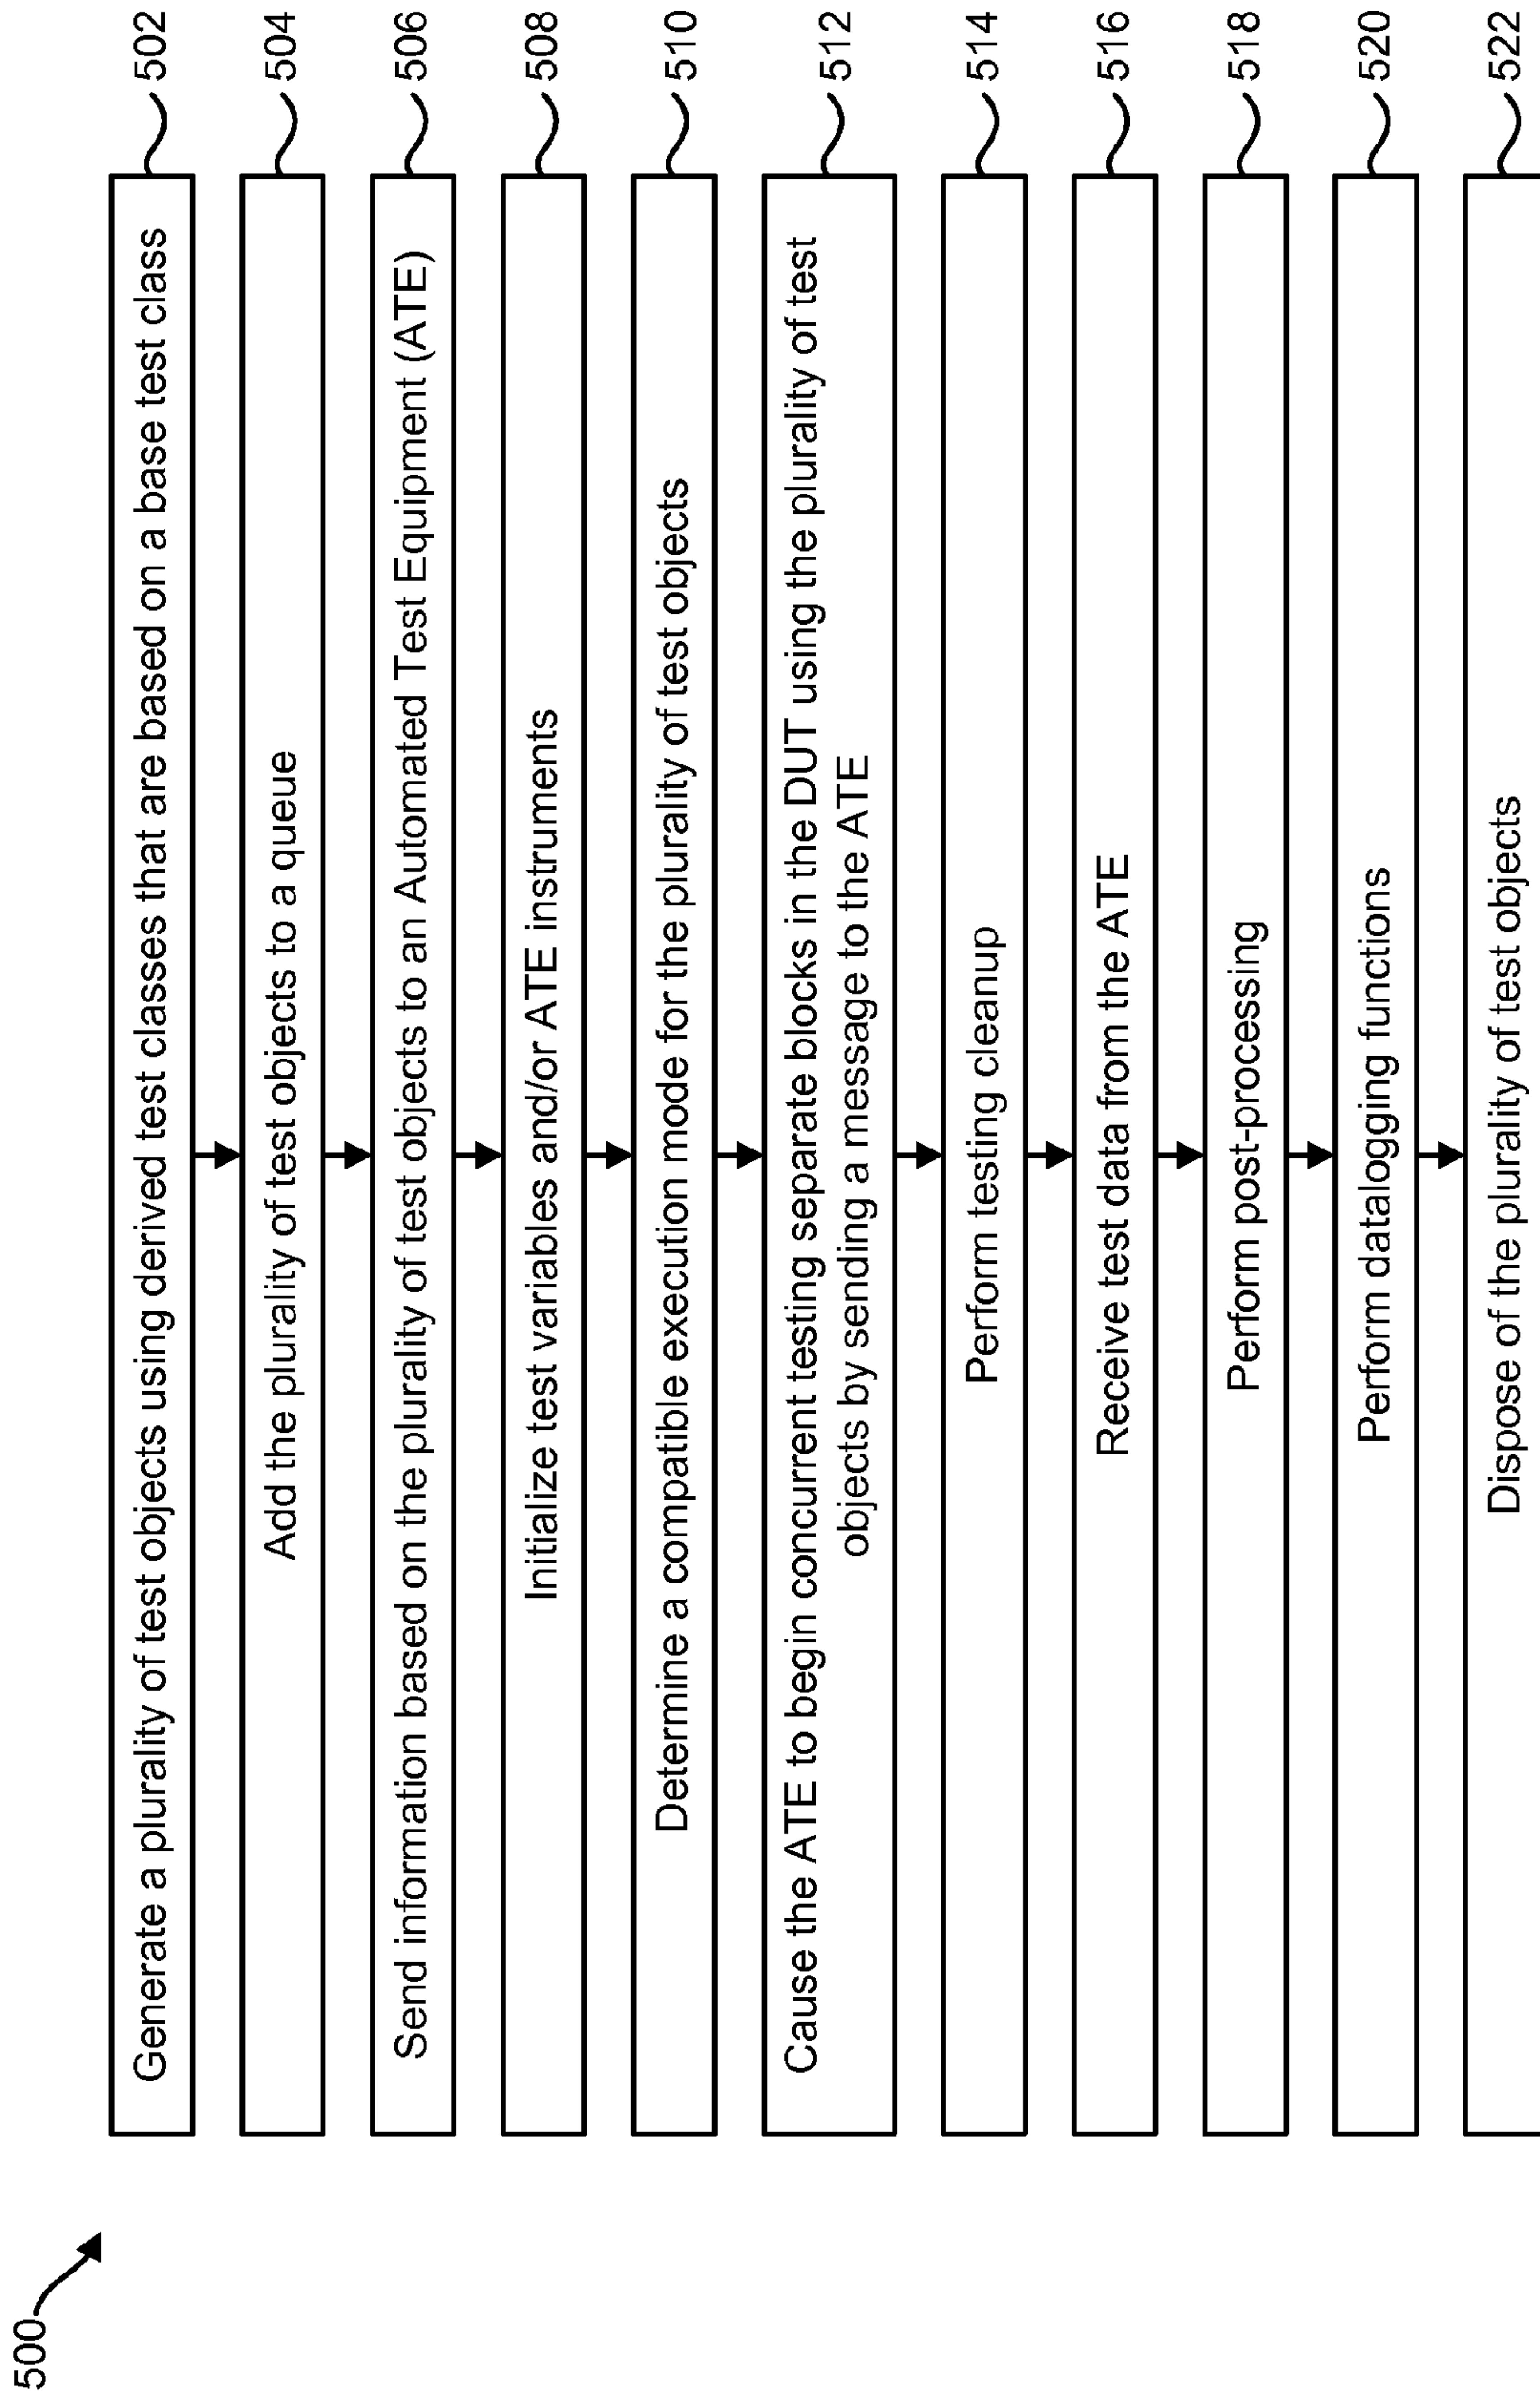 500
Generate a plurality of test objects using derived test classes that are based on a base test class
502
Add the plurality of test objects to a queue
504
Send information based on the plurality of test objects to an Automated Test Equipment (ATE)
506
Initialize test variables and/or ATE instruments
508
Determine a compatible execution mode for the plurality of test objects
510
Cause the ATE to begin concurrent testing separate blocks in the DUT using the plurality of test
objects by sending a message to the ATE
512
Perform testing cleanup
514
Receive test data from the ATE
516
Perform post-processing
518
Perform datalogging functions
520
Dispose of the plurality of test objects
522